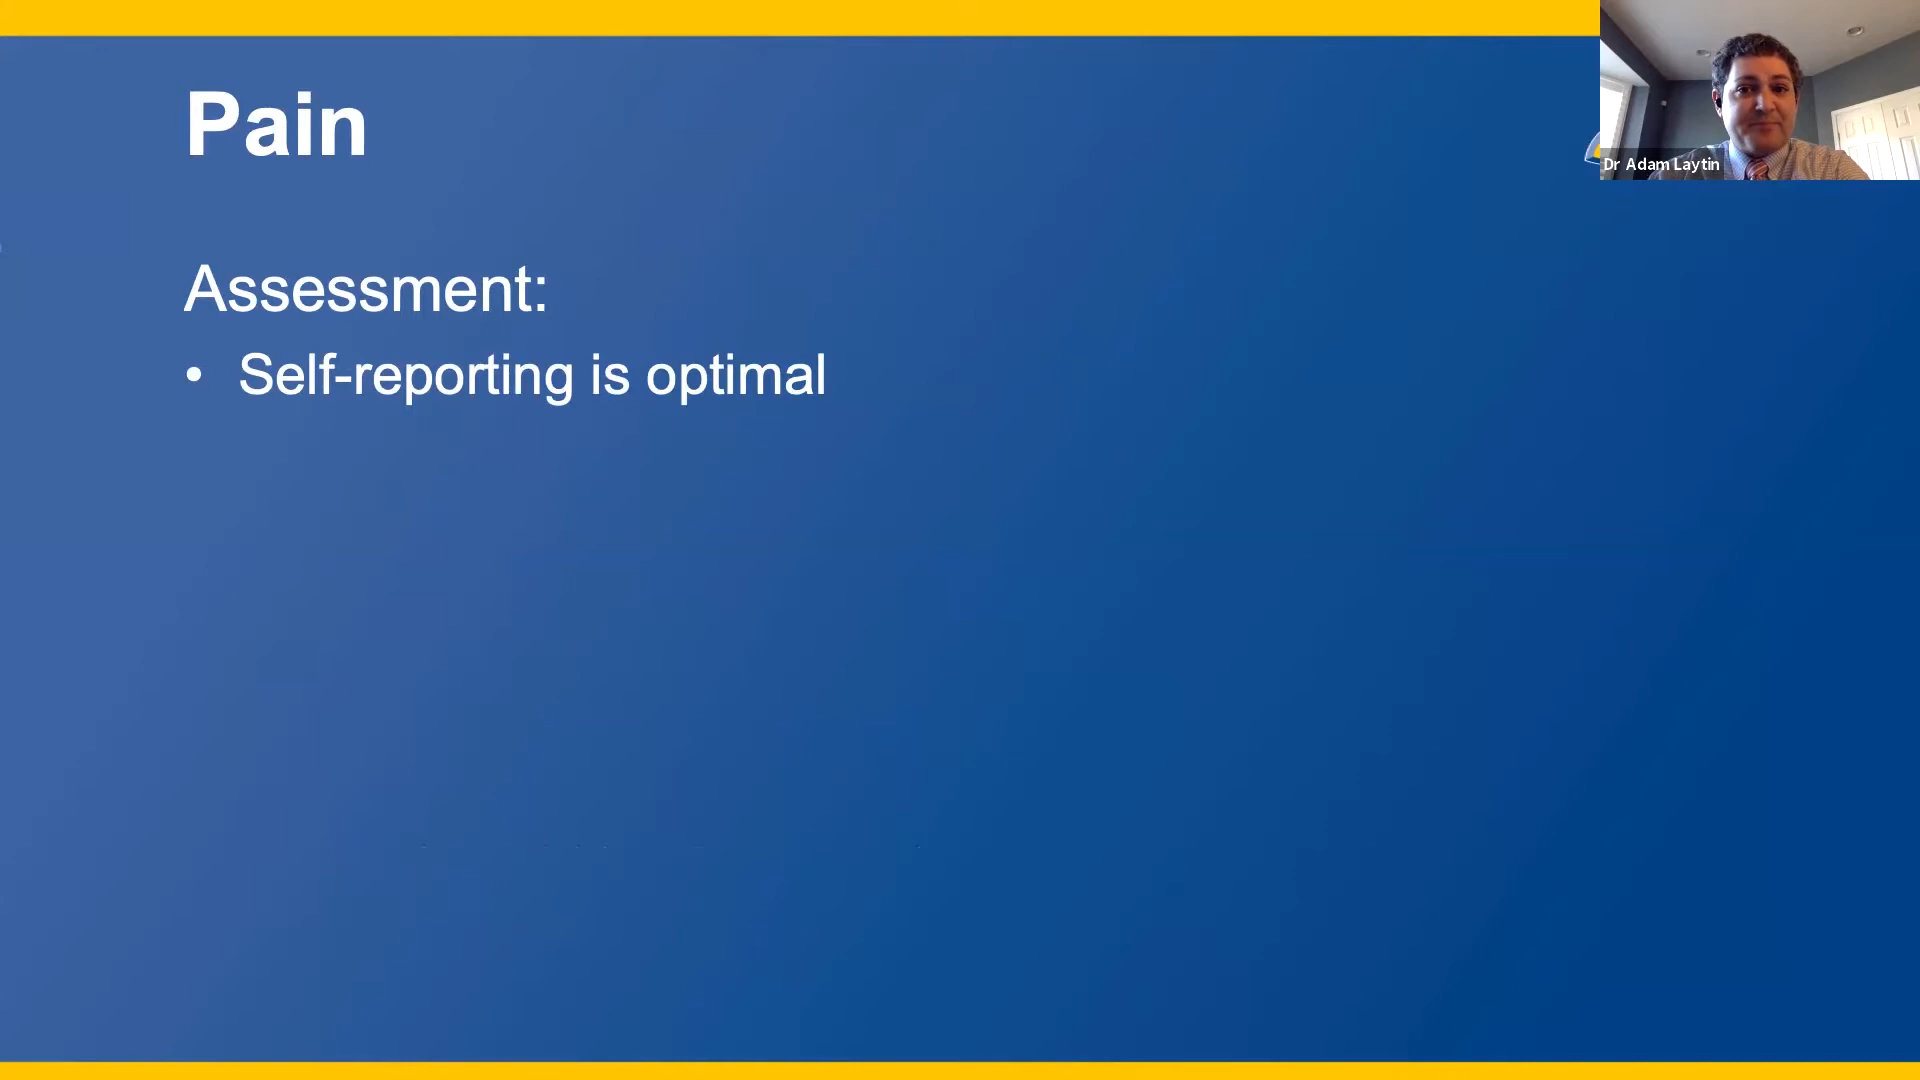 Pain
Dr Adam Laytin
Assessment:
• Self-reporting is optimal